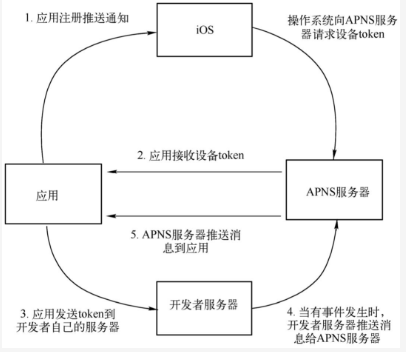 1. 应用注册推送通知
iOS
操作系统向APNS服务
器请求设备token
2. 应用接收设备token
应用
APNS服务器
5. APNS服务器推送消
息到应用
3. 应用发送token到
开发者自己的服务器
开发者服务器
4. 当有事件发生时,
开发者服务器推送消
息给APNS服务器